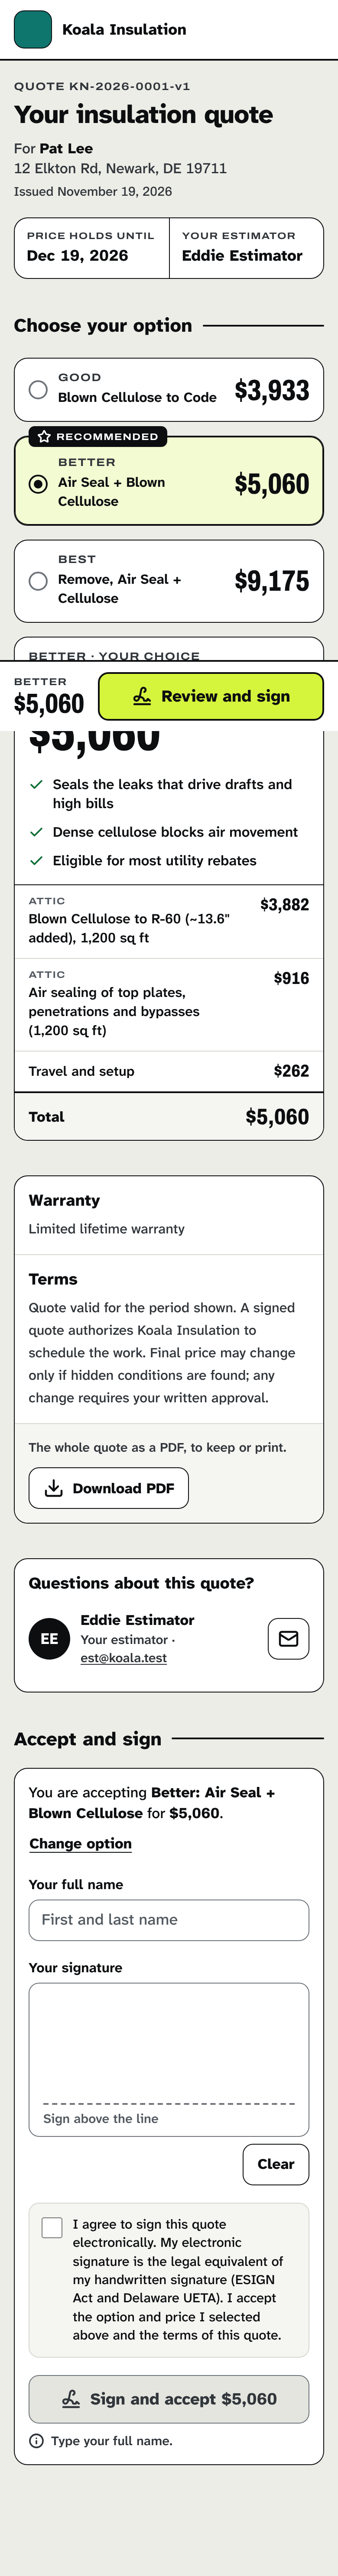 Koala Insulation
QUOTE KN-2026-0001-v1
Your insulation quote
For Pat Lee
12 Elkton Rd, Newark, DE 19711
Issued November 19, 2026
PRICE HOLDS UNTIL
Dec 19, 2026
YOUR ESTIMATOR
Eddie Estimator
Choose your option
GOOD
Blown Cellulose to Code
$3,933
RECOMMENDED
BETTER
Air Seal + Blown
Cellulose
$5,060
BEST
Remove, Air Seal +
Cellulose
$9,175
BETTER · YOUR CHOICE
BETTER
$5,060
Review and sign
$5,060
Seals the leaks that drive drafts and
high bills
Dense cellulose blocks air movement
Eligible for most utility rebates
ATTIC
Blown Cellulose to R-60 (~13.6"
added), 1,200 sq ft
$3,882
ATTIC
Air sealing of top plates,
penetrations and bypasses
(1,200 sq ft)
$916
Travel and setup
$262
Total
$5,060
Warranty
Limited lifetime warranty
Terms
Quote valid for the period shown. A signed
quote authorizes Koala Insulation to
schedule the work. Final price may change
only if hidden conditions are found; any
change requires your written approval.
The whole quote as a PDF, to keep or print.
Download PDF
Questions about this quote?
EE
Eddie Estimator
Your estimator ·
est@koala.test
Accept and sign
You are accepting Better: Air Seal +
Blown Cellulose for $5,060.
Change option
Your full name
First and last name
Your signature
Sign above the line
Clear
I agree to sign this quote
electronically. My electronic
signature is the legal equivalent of
my handwritten signature (ESIGN
Act and Delaware UETA). I accept
the option and price I selected
above and the terms of this quote.
Sign and accept $5,060
Type your full name.